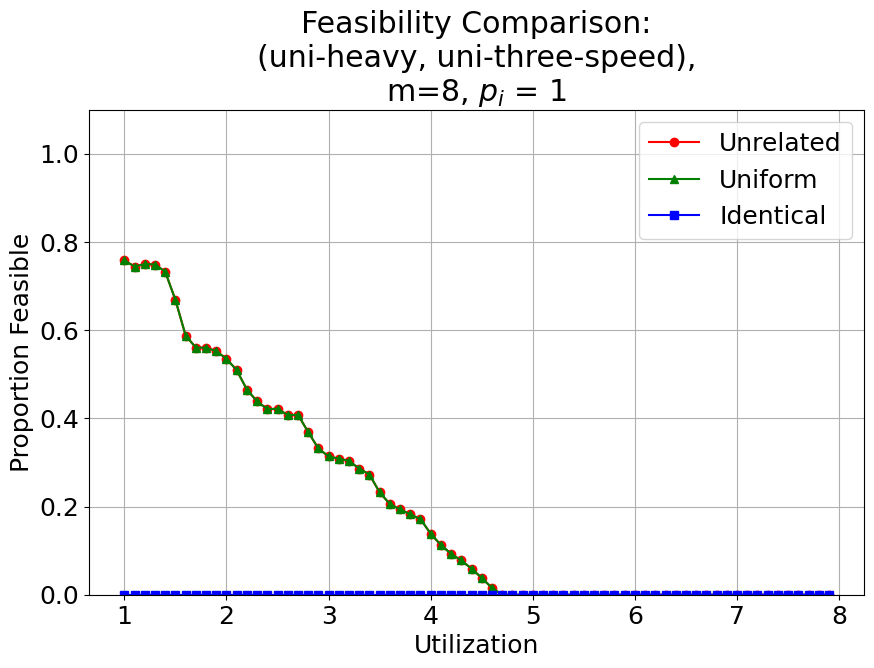 Feasibility Comparison:
(uni-heavy, uni-three-speed),
m=8, $p_i$ = 1
Unrelated
Uniform
Identical
Proportion Feasible
1.0
0.8
0.6
0.4
0.2
0.0
1 2 3 4 5 6 7 8
Utilization